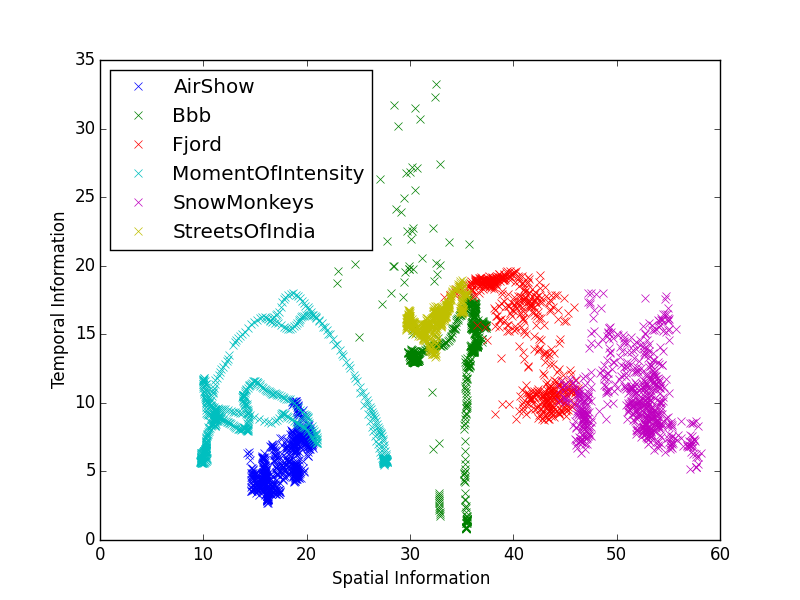 35
30
25
20
15
10
5
0
Temporal Information
AirShow
Bbb
Fjord
MomentOfIntensity
SnowMonkeys
StreetsOfIndia
0 10 20 30 40 50 60
Spatial Information